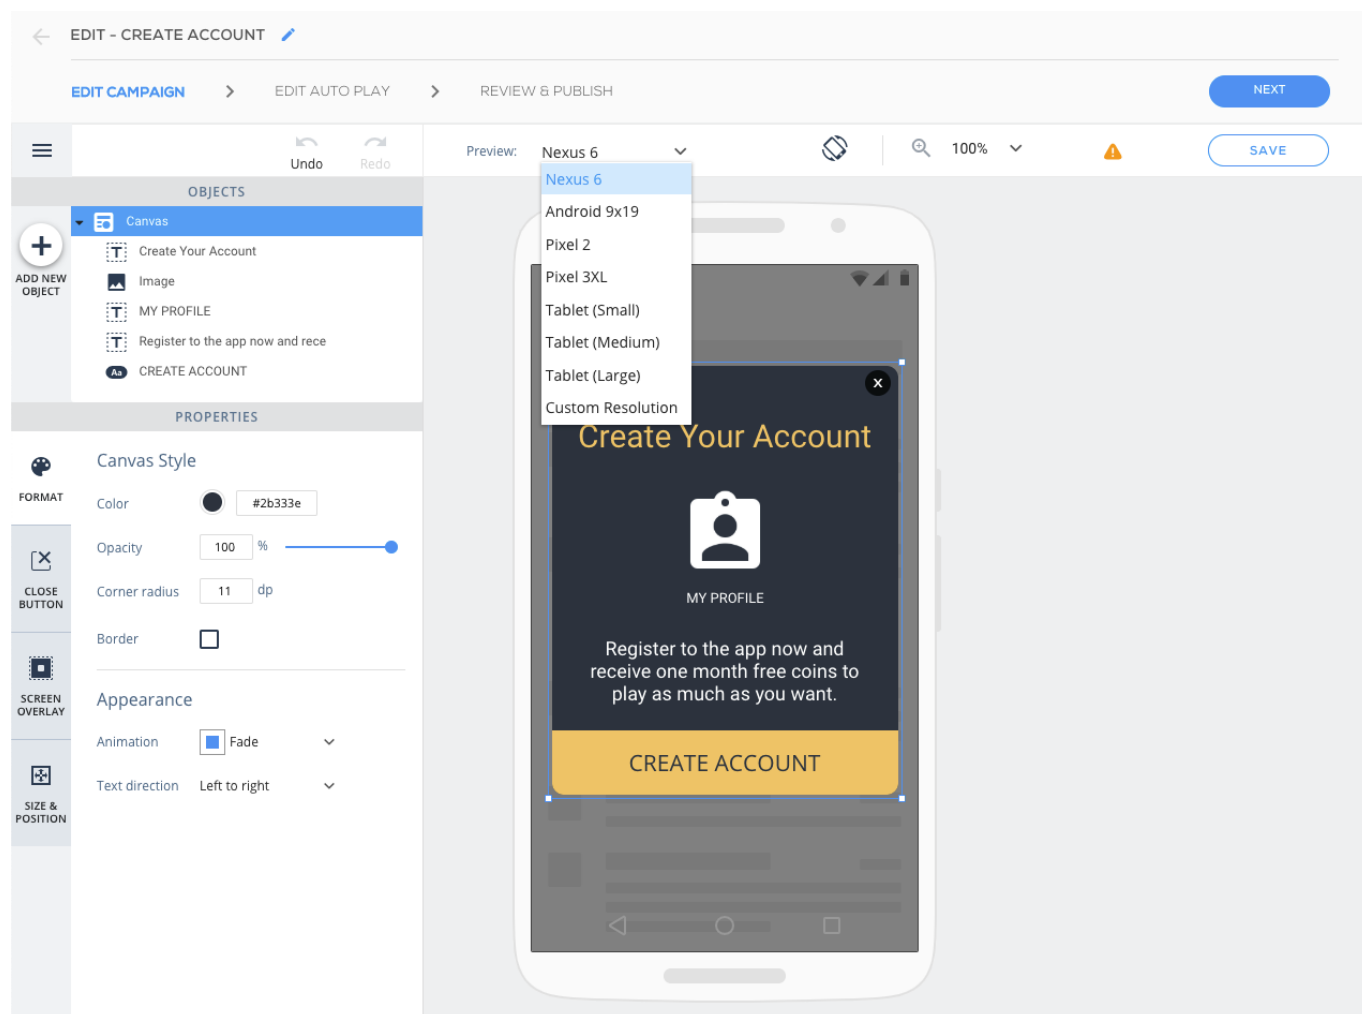 EDIT - CREATE ACCOUNT
EDIT CAMPAIGN
EDIT AUTO PLAY
REVIEW & PUBLISH
NEXT
Undo
Redo
Preview:
Nexus 6
100%
SAVE
OBJECTS
ADD NEW
OBJECT
Canvas
T Create Your Account
Image
T MY PROFILE
T Register to the app now and rece
Aa CREATE ACCOUNT
Nexus 6
Android 9x19
Pixel 2
Pixel 3XL
Tablet (Small)
Tablet (Medium)
Tablet (Large)
Custom Resolution
PROPERTIES
FORMAT
CLOSE
BUTTON
SCREEN
OVERLAY
SIZE &
POSITION
Canvas Style
Color
#2b333e
Opacity
100
%
Corner radius
11
dp
Border
Appearance
Animation
Fade
Text direction
Left to right
X
Create Your Account
MY PROFILE
Register to the app now and
receive one month free coins to
play as much as you want.
CREATE ACCOUNT